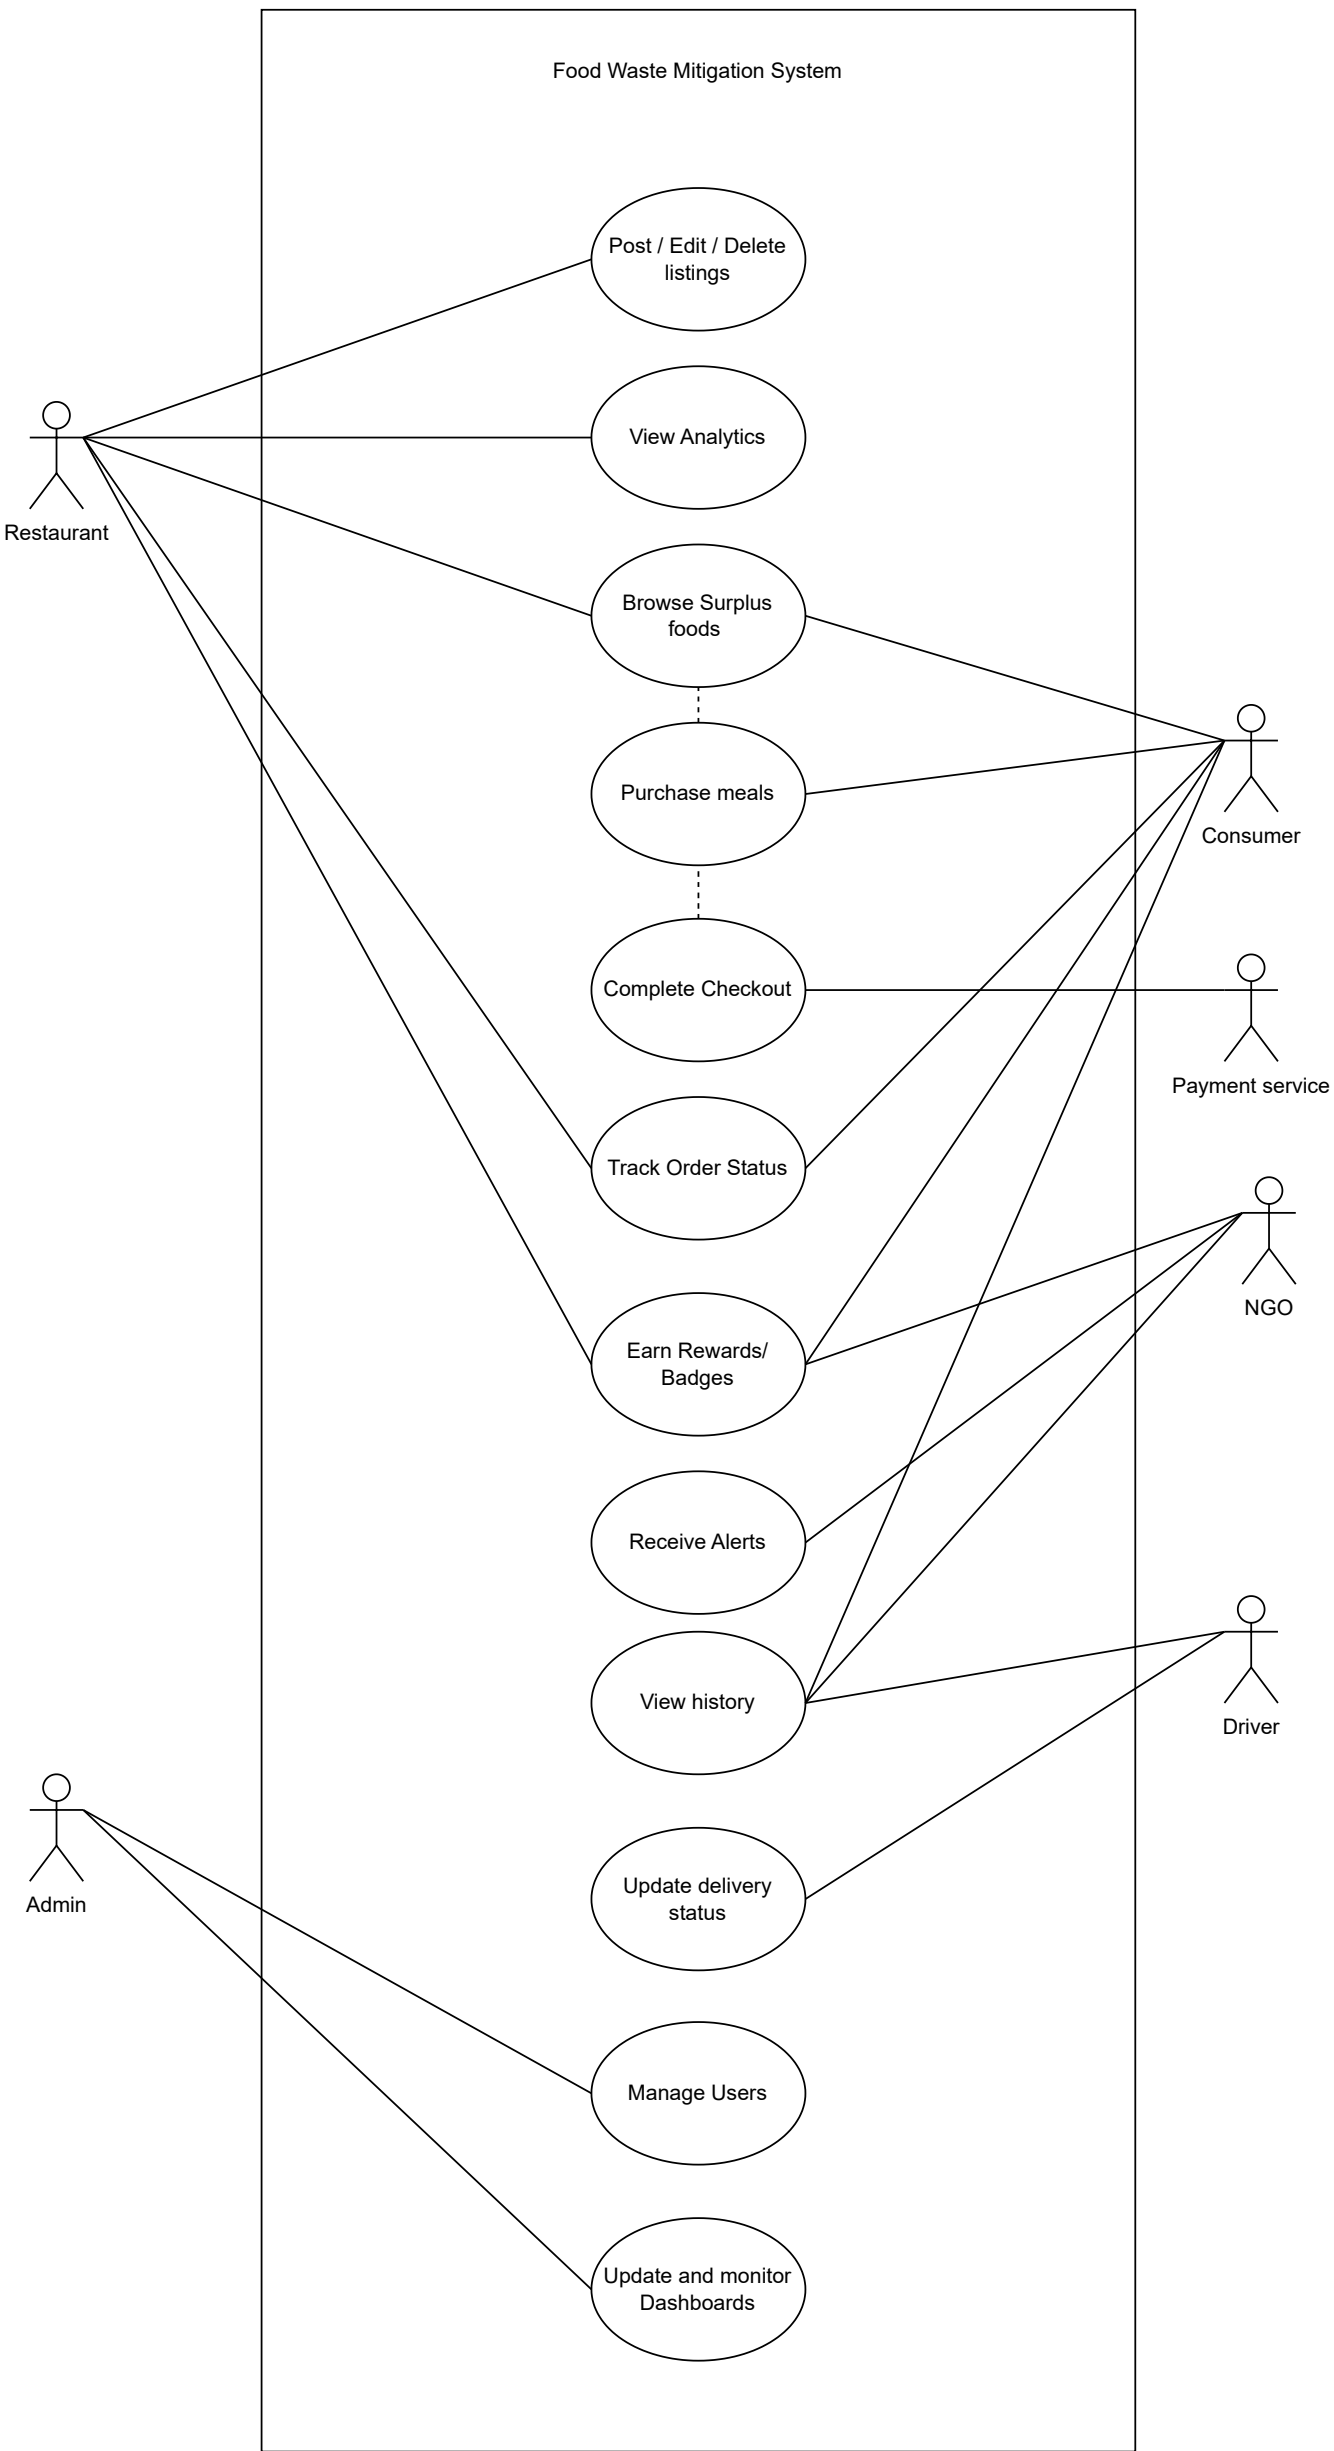 Food Waste Mitigation System
Post / Edit / Delete
listings
View Analytics
Restaurant
Browse Surplus
foods
Purchase meals
Consumer
Complete Checkout
Payment service
Track Order Status
NGO
Earn Rewards/
Badges
Receive Alerts
View history
Driver
Admin
Update delivery
status
Manage Users
Update and monitor
Dashboards